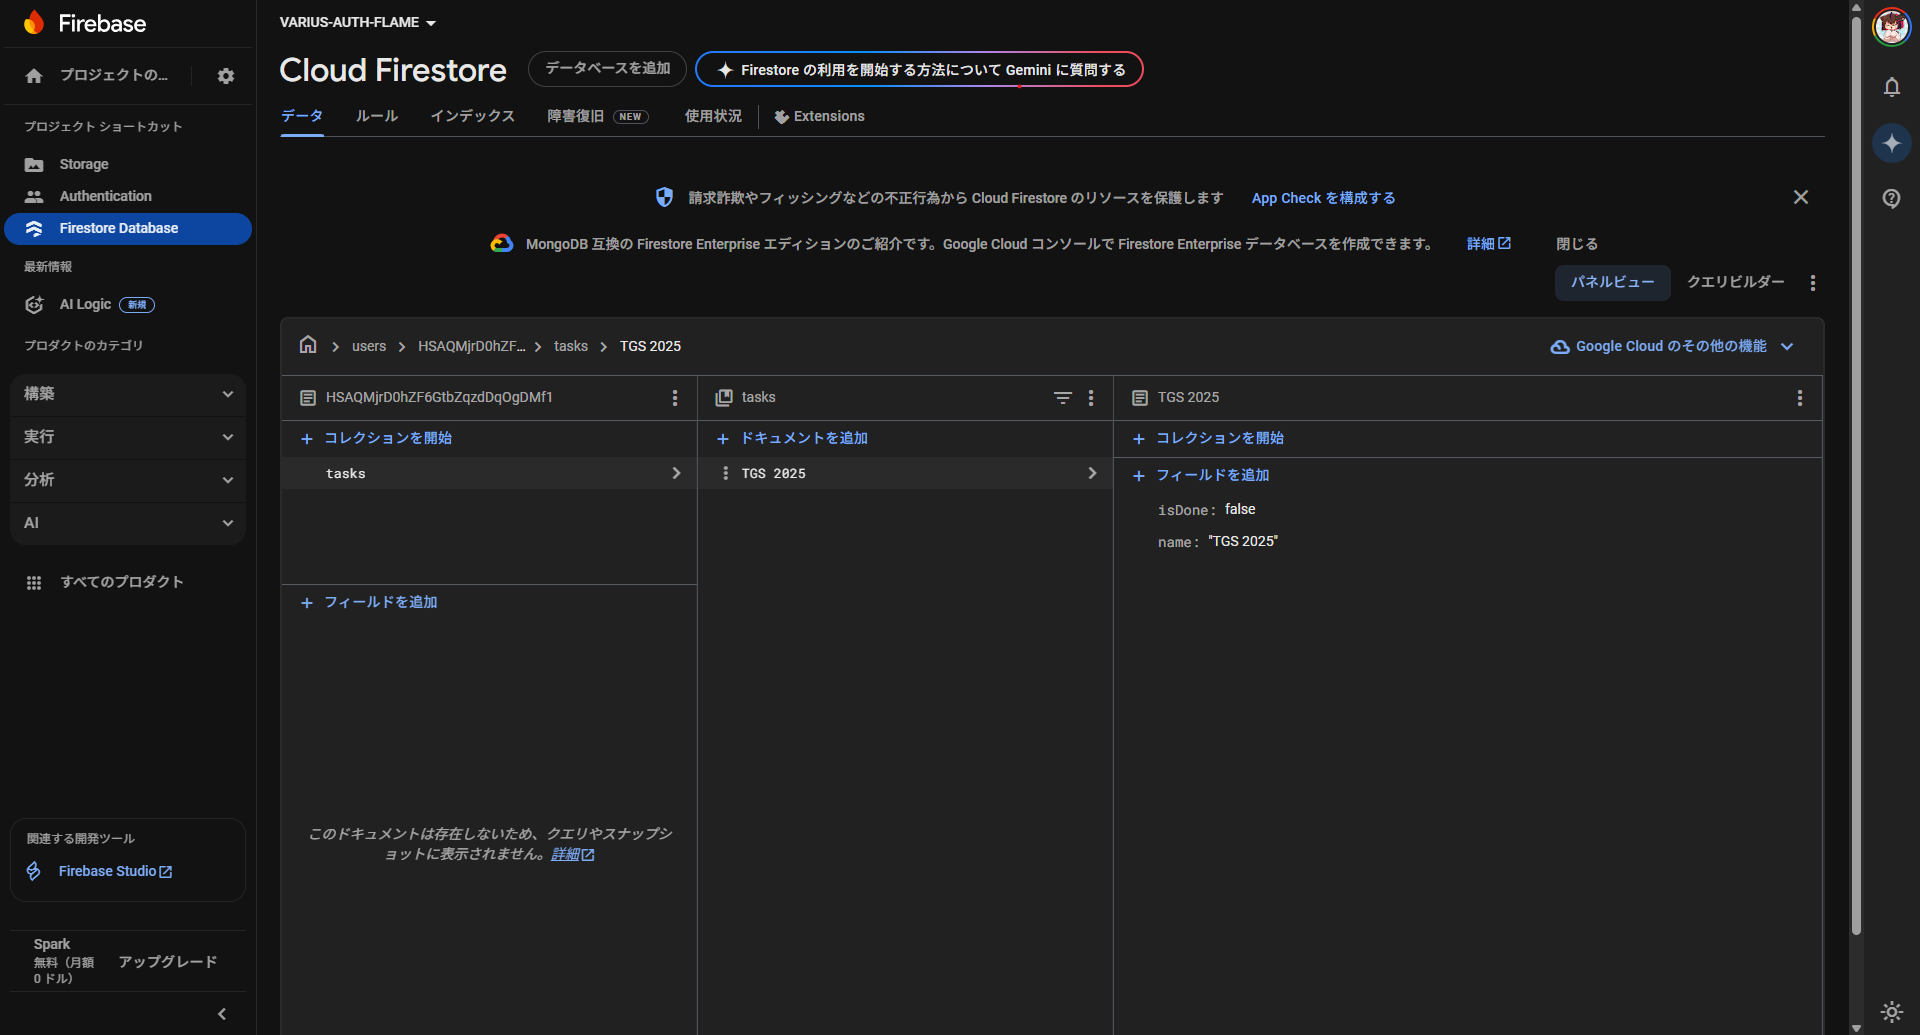 Firebase
プロジェクトの...
プロジェクト ショートカット
Storage
Authentication
Firestore Database
最新情報
AI Logic 新規
プロダクトのカテゴリ
構築
実行
分析
AI
すべてのプロダクト
関連する開発ツール
Firebase Studio
Spark
無料（月額
0 ドル）
アップグレード
VARIUS-AUTH-FLAME
Cloud Firestore
データベースを追加
Firestore の利用を開始する方法について Gemini に質問する
データ ルール インデックス 障害復旧 NEW 使用状況 Extensions
請求詐欺やフィッシングなどの不正行為から Cloud Firestore のリソースを保護します App Check を構成する
MongoDB 互換の Firestore Enterprise エディションのご紹介です。Google Cloud コンソールで Firestore Enterprise データベースを作成できます。 詳細 閉じる
パネルビュー クエリビルダー
users HSAQMjrD0hZF... tasks TGS 2025
Google Cloud のその他の機能
HSAQMjrD0hZF6GtbZqzdDqOgDMf1
コレクションを開始
tasks
フィールドを追加
このドキュメントは存在しないため、クエリやスナップシ
ョットに表示されません。詳細
tasks
ドキュメントを追加
TGS 2025
TGS 2025
コレクションを開始
フィールドを追加
isDone: false
name: "TGS 2025"